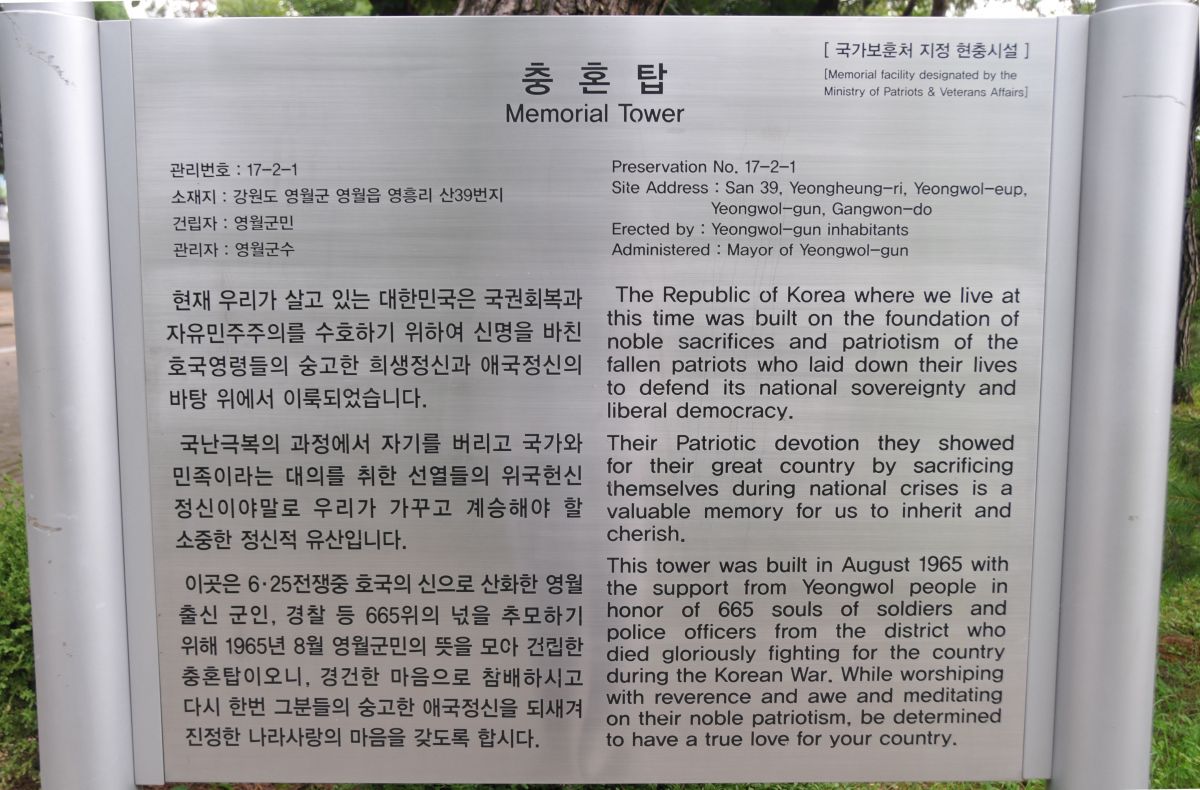 [ 국가보훈처 지정 현충시설 ]
[Memorial facility designated by the
Ministry of Patriots & Veterans Affairs]
충 혼 탑
Memorial Tower
관리번호 : 17-2-1
소재지 : 강원도 영월군 영월읍 영흥리 산39번지
건립자 : 영월군민
관리자 : 영월군수
현재 우리가 살고 있는 대한민국은 국권회복과
자유민주주의를 수호하기 위하여 신명을 바친
호국영령들의 숭고한 희생정신과 애국정신의
바탕 위에서 이룩되었습니다.
국난극복의 과정에서 자기를 버리고 국가와
민족이라는 대의를 취한 선열들의 위국헌신
정신이야말로 우리가 가꾸고 계승해야 할
소중한 정신적 유산입니다.
이곳은 6·25전쟁중 호국의 신으로 산화한 영월
출신 군인, 경찰 등 665위의 넋을 추모하기
위해 1965년 8월 영월군민의 뜻을 모아 건립한
충혼탑이오니, 경건한 마음으로 참배하시고
다시 한번 그분들의 숭고한 애국정신을 되새겨
진정한 나라사랑의 마음을 갖도록 합시다.
Preservation No. 17-2-1
Site Address : San 39, Yeongheung-ri, Yeongwol-eup,
Yeongwol-gun, Gangwon-do
Erected by : Yeongwol-gun inhabitants
Administered : Mayor of Yeongwol-gun
The Republic of Korea where we live at
this time was built on the foundation of
noble sacrifices and patriotism of the
fallen patriots who laid down their lives
to defend its national sovereignty and
liberal democracy.
Their Patriotic devotion they showed
for their great country by sacrificing
themselves during national crises is a
valuable memory for us to inherit and
cherish.
This tower was built in August 1965 with
the support from Yeongwol people in
honor of 665 souls of soldiers and
police officers from the district who
died gloriously fighting for the country
during the Korean War. While worshiping
with reverence and awe and meditating
on their noble patriotism, be determined
to have a true love for your country.